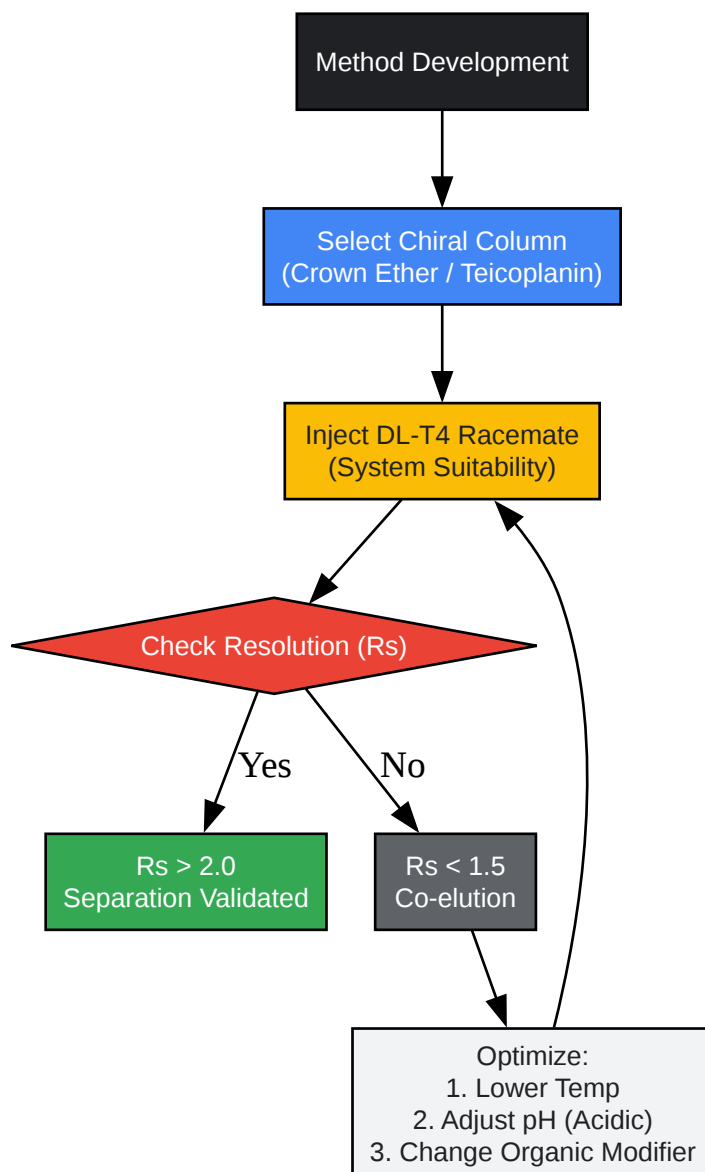 Method Development
Select Chiral Column
(Crown Ether / Teicoplanin)
Inject DL-T4 Racemate
(System Suitability)
Check Resolution (Rs)
Yes
No
Rs > 2.0
Separation Validated
Rs < 1.5
Co-elution
Optimize:
1. Lower Temp
2. Adjust pH (Acidic)
3. Change Organic Modifier